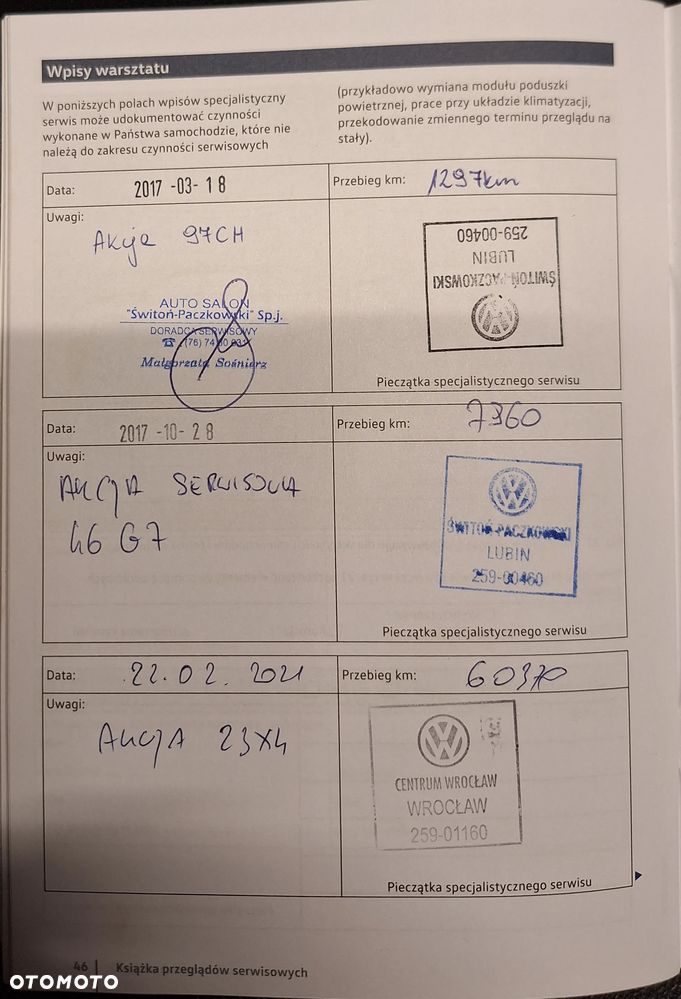 Wpisy warsztatu
W poniższych polach wpisów specjalistyczny
serwis może udokumentować czynności
wykonane w Państwa samochodzie, które nie
należą do zakresu czynności serwisowych
(przykładowo wymiana modułu poduszki
powietrznej, prace przy układzie klimatyzacji,
przekodowanie zmiennego terminu przeglądu na
stały).
Data: 2017 -03- 18
Przebieg km: 1297km
Uwagi:
Akcje 97CH
AUTO SALON
"Świtoń-Paczkowski" Sp.j.
DORADCA SERWISOWY
Małgorzata Sośnierz
ŚWITOŃ-PACZKOWSKI
LUBIN
259-00460
Pieczątka specjalistycznego serwisu
Data: 2017 -10- 28
Przebieg km: 7360
Uwagi:
AKCJA SERWISOWA
46 G7
ŚWITOŃ-PACZKOWSKI
LUBIN
259-00460
Pieczątka specjalistycznego serwisu
Data: 22.02.2021
Przebieg km: 60370
Uwagi:
AKCJA 23X4
CENTRUM WROCŁAW
WROCŁAW
259-01160
Pieczątka specjalistycznego serwisu
46 | Książka przeglądów serwisowych
OTOMOTO